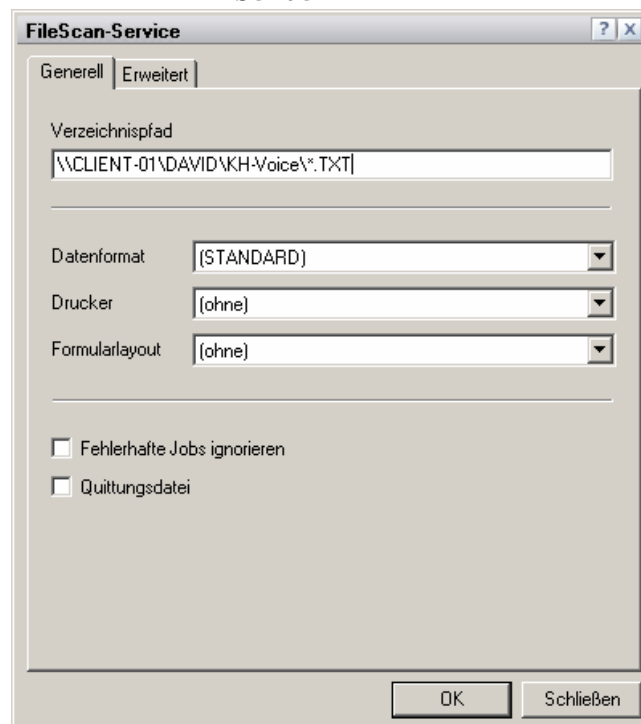 FileScan-Service
Generell Erweitert
Verzeichnispfad
\\CLIENT-01\DAVID\KH-Voice\*.TXT
Datenformat (STANDARD)
Drucker (ohne)
Formularlayout (ohne)
Fehlerhafte Jobs ignorieren
Quittungsdatei
OK Schließen